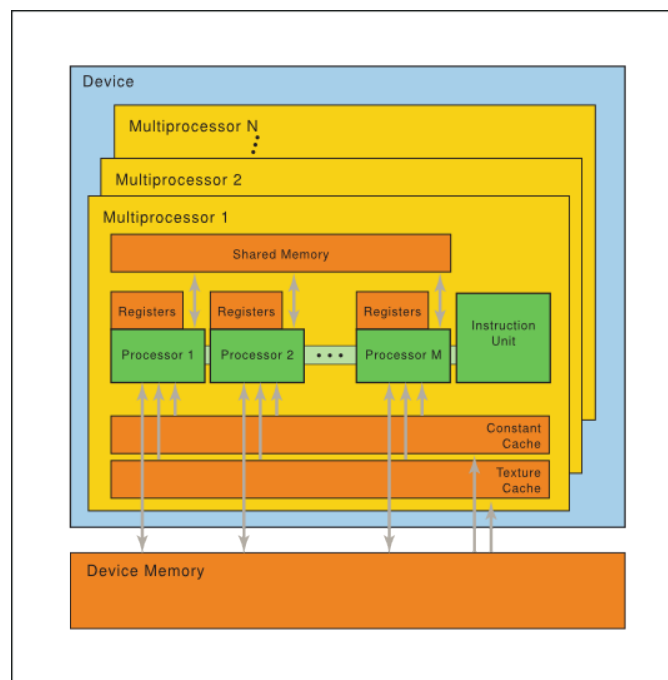 Device
Multiprocessor N
Multiprocessor 2
Multiprocessor 1
Shared Memory
Registers
Registers
Registers
Instruction
Unit
Processor 1
Processor 2
Processor M
Constant
Cache
Texture
Cache
Device Memory